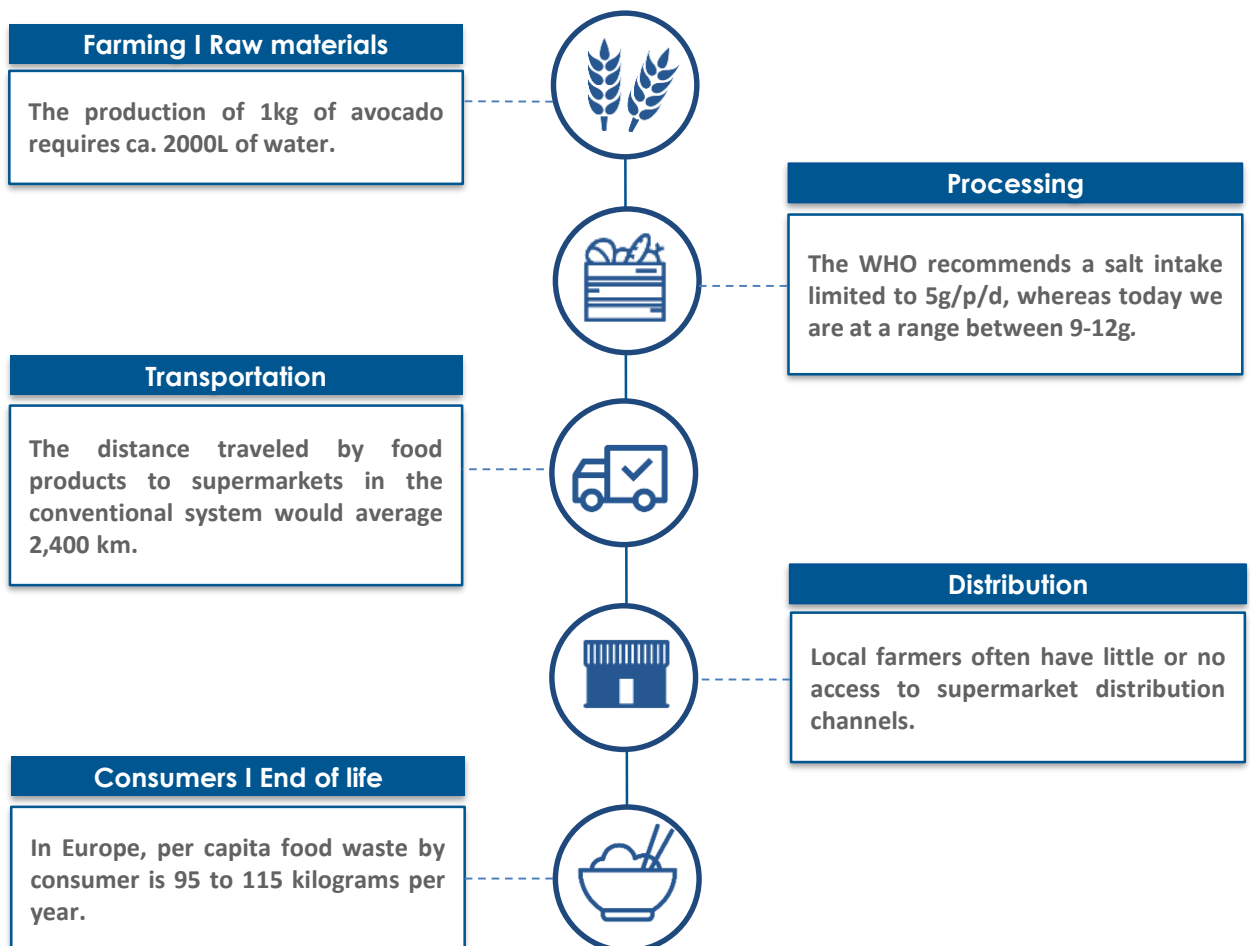 Farming I Raw materials
The production of 1kg of avocado
requires ca. 2000L of water.
Processing
The WHO recommends a salt intake
limited to 5g/p/d, whereas today we
are at a range between 9-12g.
Transportation
The distance traveled by food
products to supermarkets in the
conventional system would average
2,400 km.
Distribution
Local farmers often have little or no
access to supermarket distribution
channels.
Consumers I End of life
In Europe, per capita food waste by
consumer is 95 to 115 kilograms per
year.